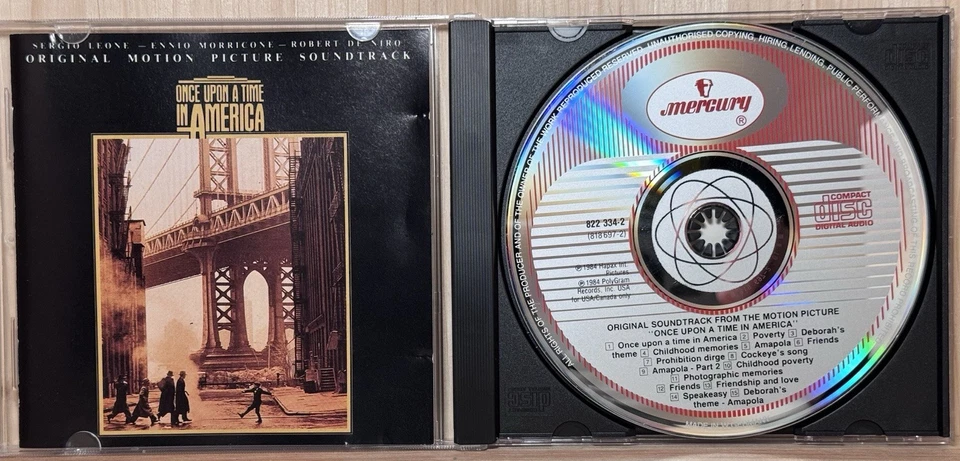 SERGIO LEONE – ENNIO MORRICONE – ROBERT DE NIRO
ORIGINAL MOTION PICTURE SOUNDTRACK
ONCE UPON A TIME
IN AMERICA
ALL RIGHTS OF THE PRODUCER AND OF THE OWNER OF THE WORK REPRODUCED RESERVED. UNAUTHORISED COPYING, HIRING, LENDING, PUBLIC PERFORM
mercury
®
COMPACT
disc
DIGITAL AUDIO
822 334-2
(818 697-2)
℗ 1984 Int.
Pictures
℗ 1984 PolyGram
Records, Inc. USA
for USA/Canada only
ORIGINAL SOUNDTRACK FROM THE MOTION PICTURE
"ONCE UPON A TIME IN AMERICA"
1 Once upon a time in America 2 Poverty 3 Deborah's
theme 4 Childhood memories 5 Amapola 6 Friends
7 Prohibition dirge 8 Cockeye's song
9 Amapola - Part 2 10 Childhood poverty
11 Photographic memories
12 Friends 13 Friendship and love
14 Speakeasy 15 Deborah's
theme - Amapola
MADE IN W.